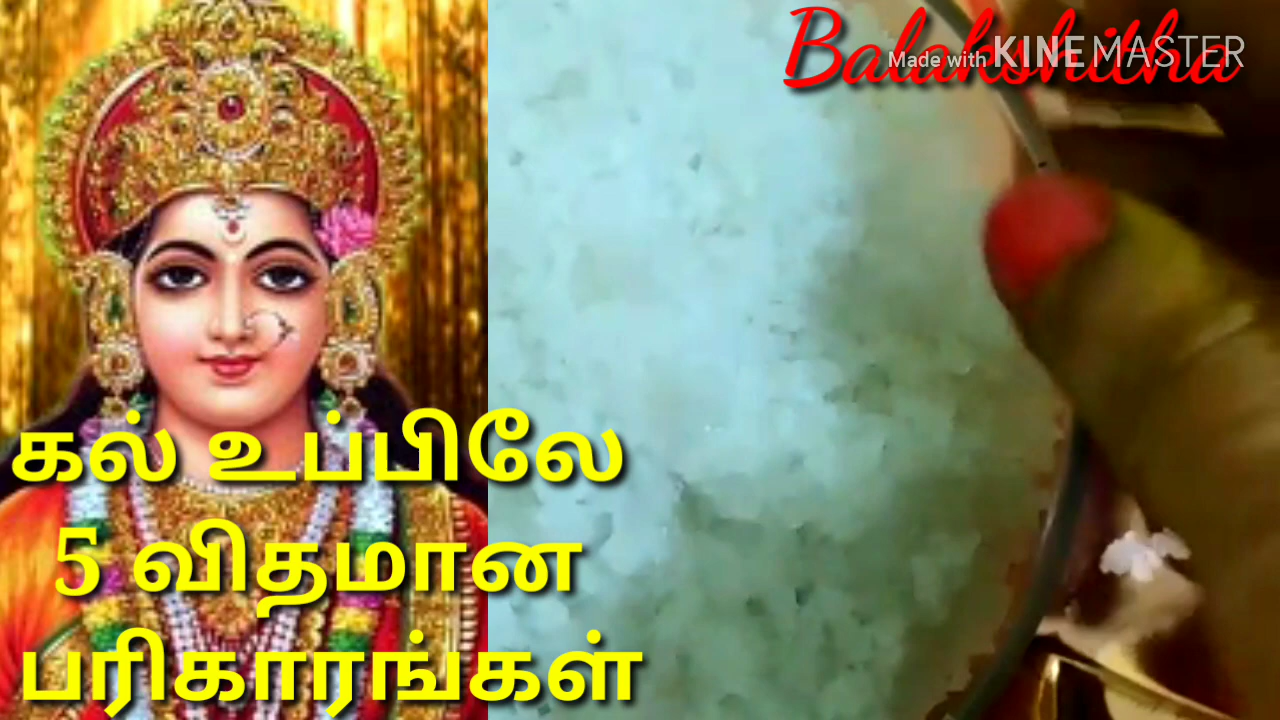 Balakshitha
Made with KINEMASTER
கல் உப்பிலே
5 விதமான
பரிகாரங்கள்